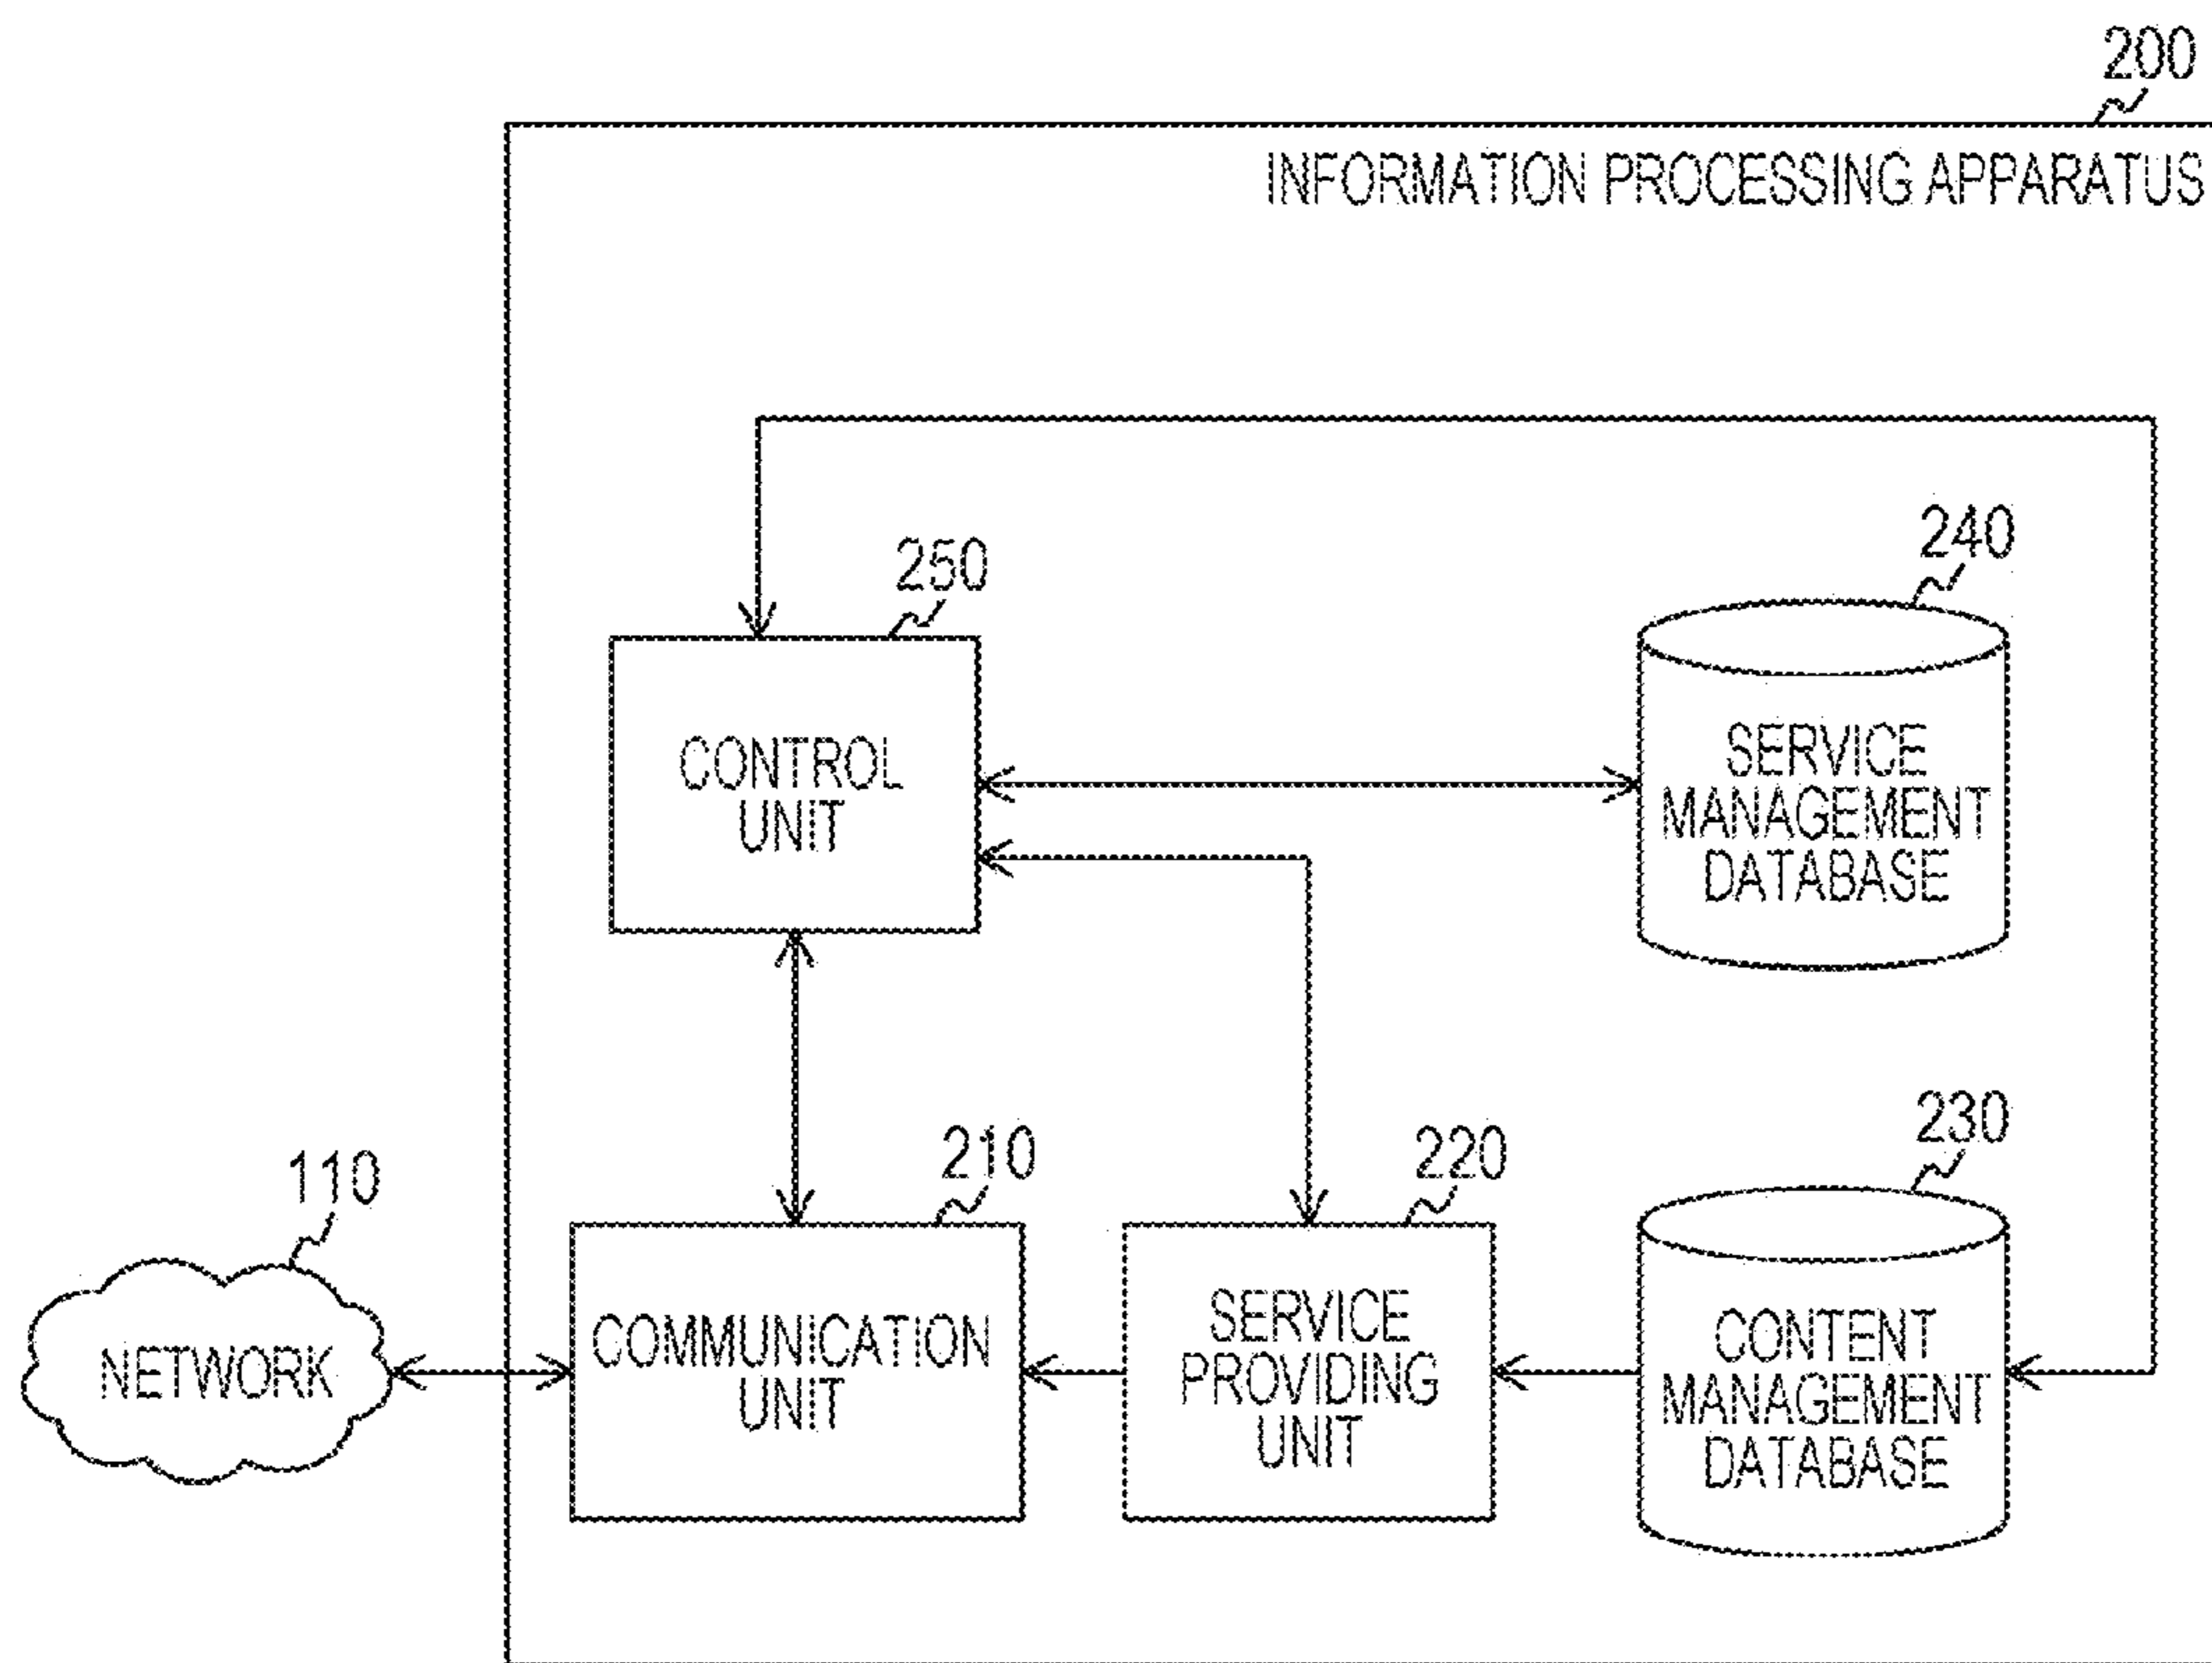 200
INFORMATION PROCESSING APPARATUS
250
240
CONTROL
UNIT
SERVICE
MANAGEMENT
DATABASE
110
210
220
230
NETWORK
COMMUNICATION
UNIT
SERVICE
PROVIDING
UNIT
CONTENT
MANAGEMENT
DATABASE